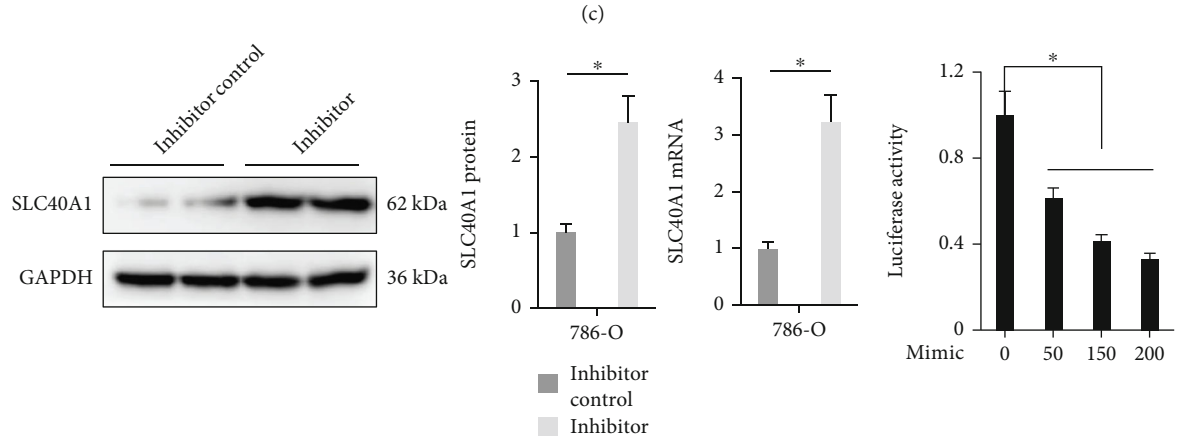 (c)
Inhibitor control
Inhibitor
SLC40A1
62 kDa
GAPDH
36 kDa
SLC40A1 protein
3
2
1
0
*
786-O
SLC40A1 mRNA
4
3
2
1
0
*
786-O
Inhibitor
control
Inhibitor
Luciferase activity
1.2
0.8
0.4
0
*
Mimic 0 50 150 200